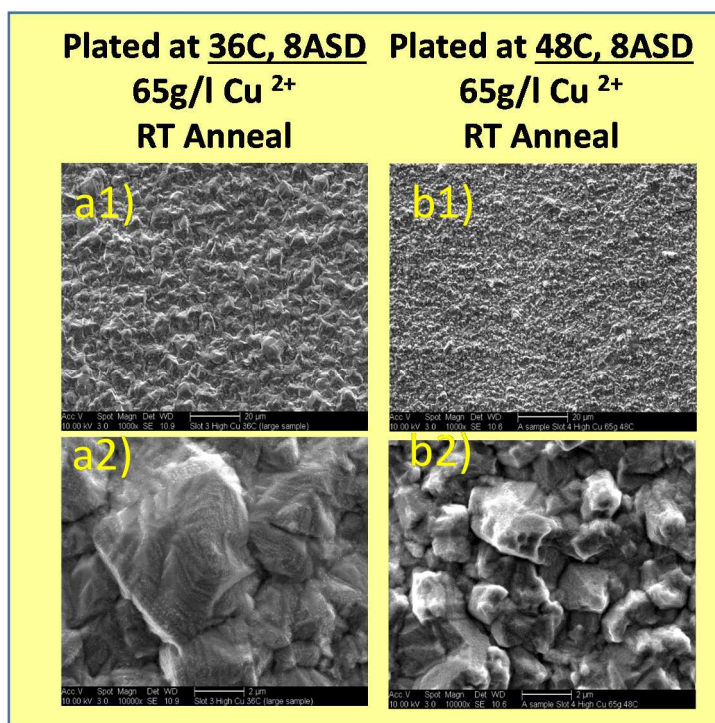 Plated at 36C, 8ASD
65g/l Cu ²⁺
RT Anneal
Plated at 48C, 8ASD
65g/l Cu ²⁺
RT Anneal
a1)
Acc.V Spot Magn Det WD 20 µm
10.00 kV 3.0 1000x SE 10.9 Slot 3 High Cu 36C (large sample)
b1)
Acc.V Spot Magn Det WD 20 µm
10.00 kV 3.0 1000x SE 10.6 A sample Slot 4 High Cu 65g 48C
a2)
Acc.V Spot Magn Det WD 2 µm
10.00 kV 3.0 10000x SE 10.9 Slot 3 High Cu 36C (large sample)
b2)
Acc.V Spot Magn Det WD 2 µm
10.00 kV 3.0 10000x SE 10.6 A sample Slot 4 High Cu 65g 48C